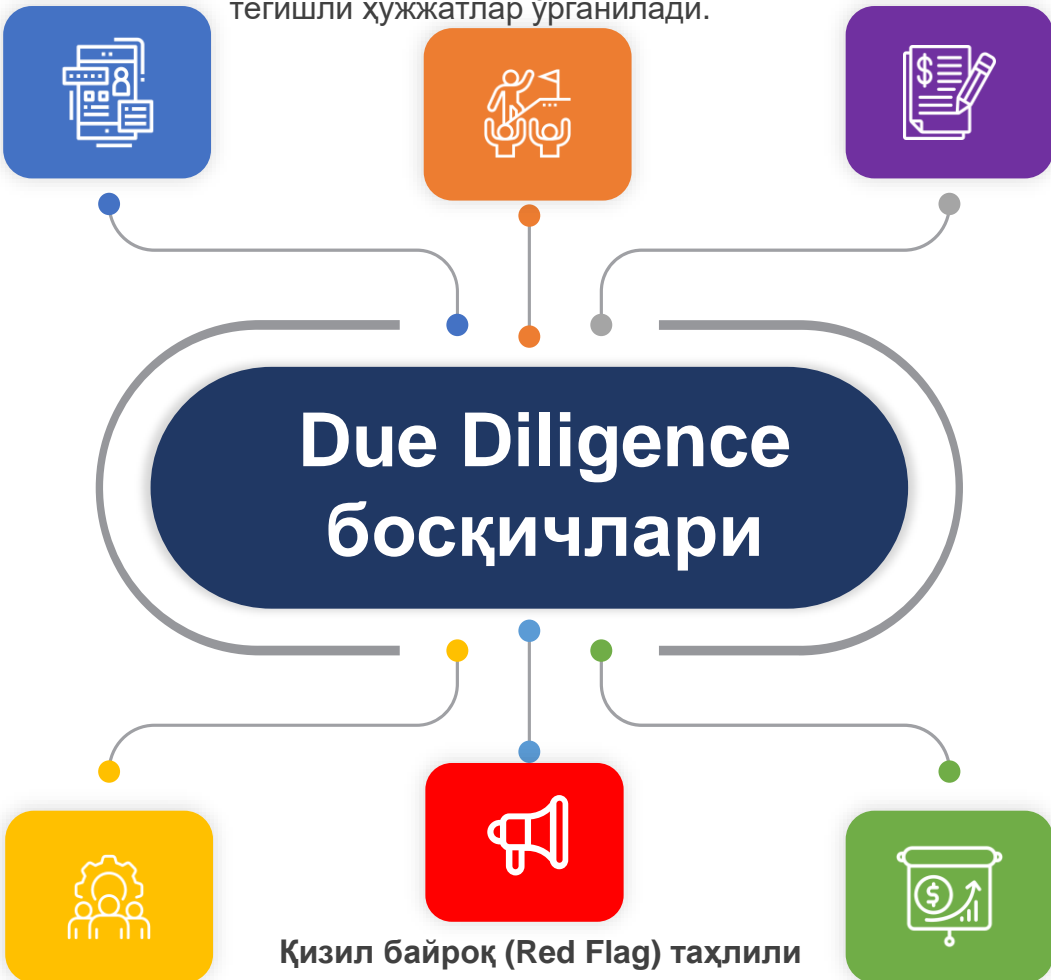 тегишли ҳужжатлар ўрганилади.
Due Diligence
босқичлари
Қизил байроқ (Red Flag) таҳлили